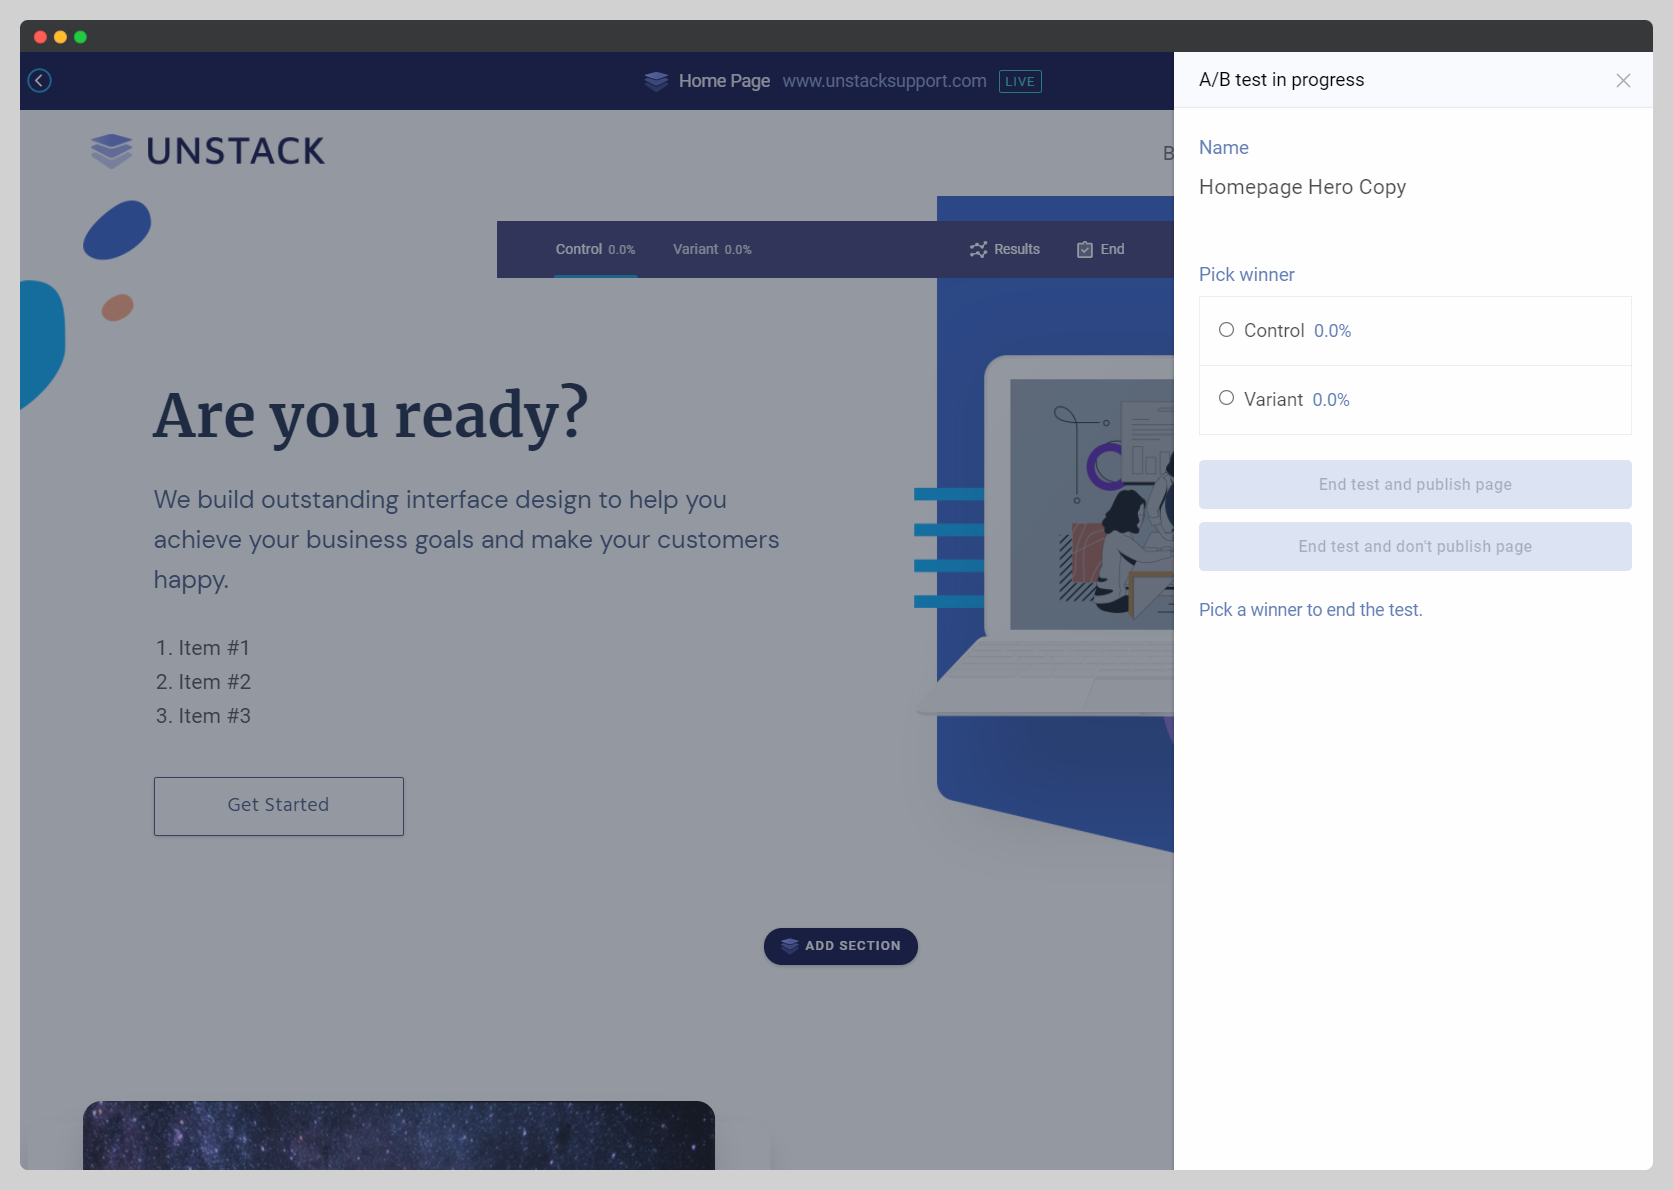 Home Page www.unstacksupport.com LIVE
UNSTACK
Control 0.0% Variant 0.0% Results End
Are you ready?
We build outstanding interface design to help you
achieve your business goals and make your customers
happy.
1. Item #1
2. Item #2
3. Item #3
Get Started
ADD SECTION
A/B test in progress
Name
Homepage Hero Copy
Pick winner
Control 0.0%
Variant 0.0%
End test and publish page
End test and don't publish page
Pick a winner to end the test.